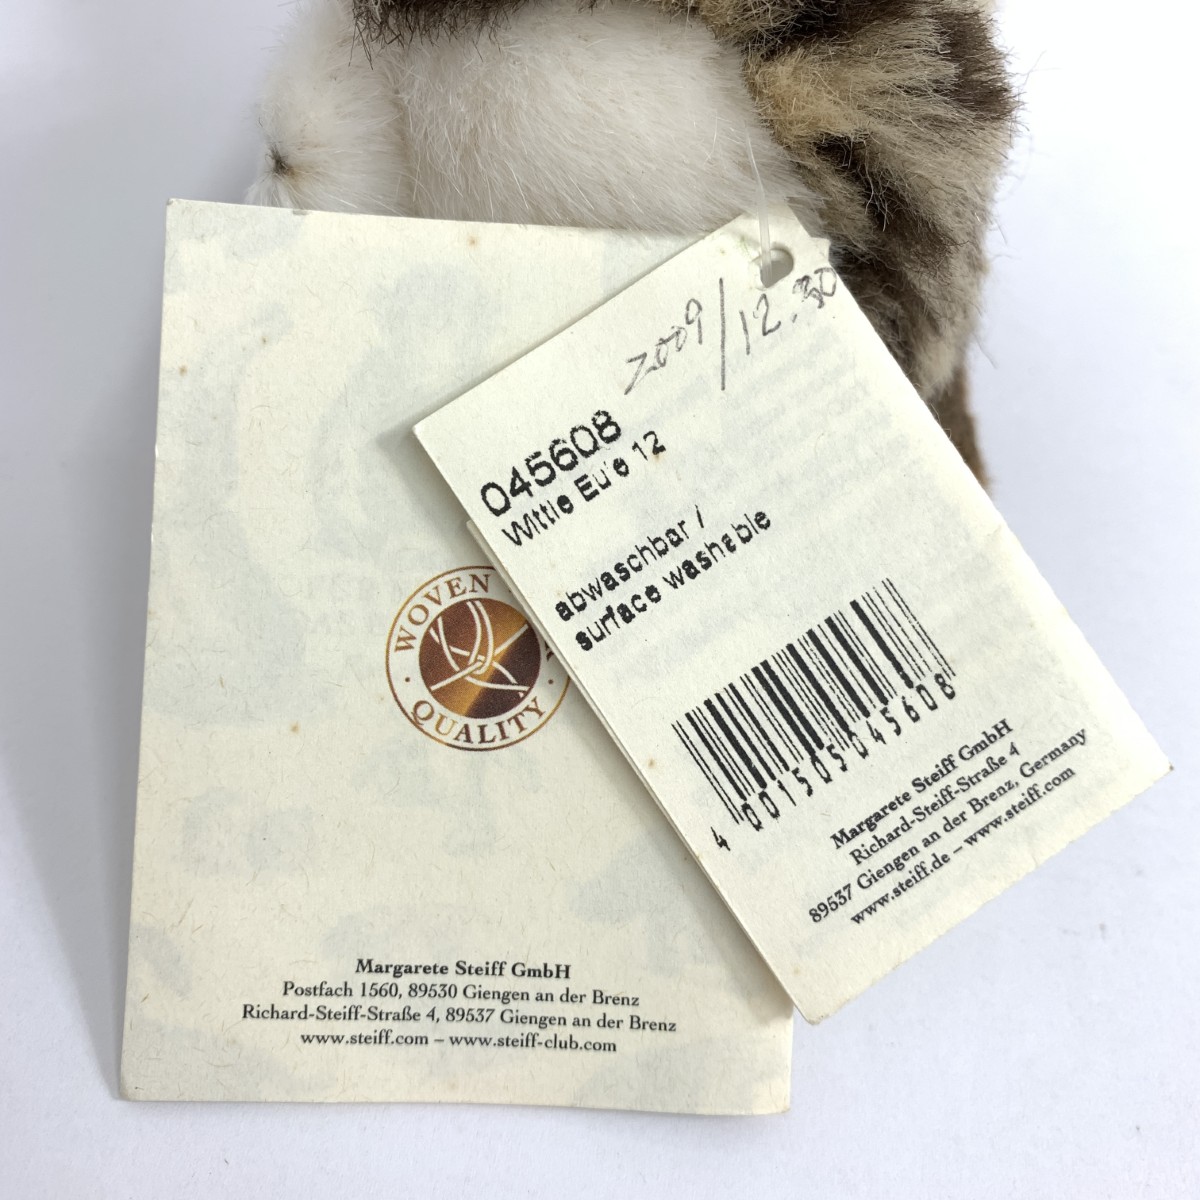 2009/12.30
045608
Wittie Eu'e 12
abwaschbar /
surface washable
4 001505 045608
Margarete Steiff GmbH
Richard-Steiff-Straße 4
89537 Giengen an der Brenz, Germany
www.steiff.de – www.steiff.com
WOVEN
QUALITY
Margarete Steiff GmbH
Postfach 1560, 89530 Giengen an der Brenz
Richard-Steiff-Straße 4, 89537 Giengen an der Brenz
www.steiff.com – www.steiff-club.com